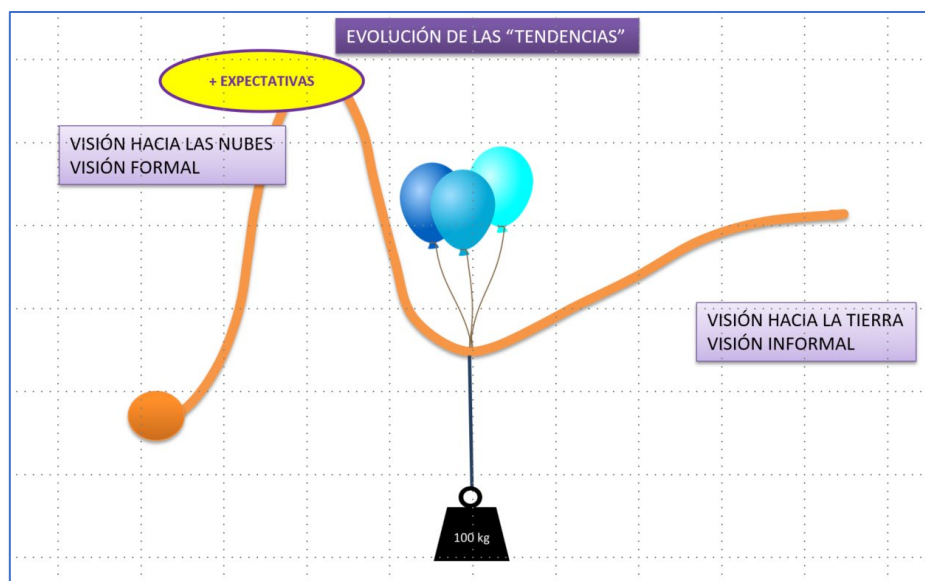 EVOLUCIÓN DE LAS “TENDENCIAS”
+ EXPECTATIVAS
VISIÓN HACIA LAS NUBES
VISIÓN FORMAL
VISIÓN HACIA LA TIERRA
VISIÓN INFORMAL
100 kg